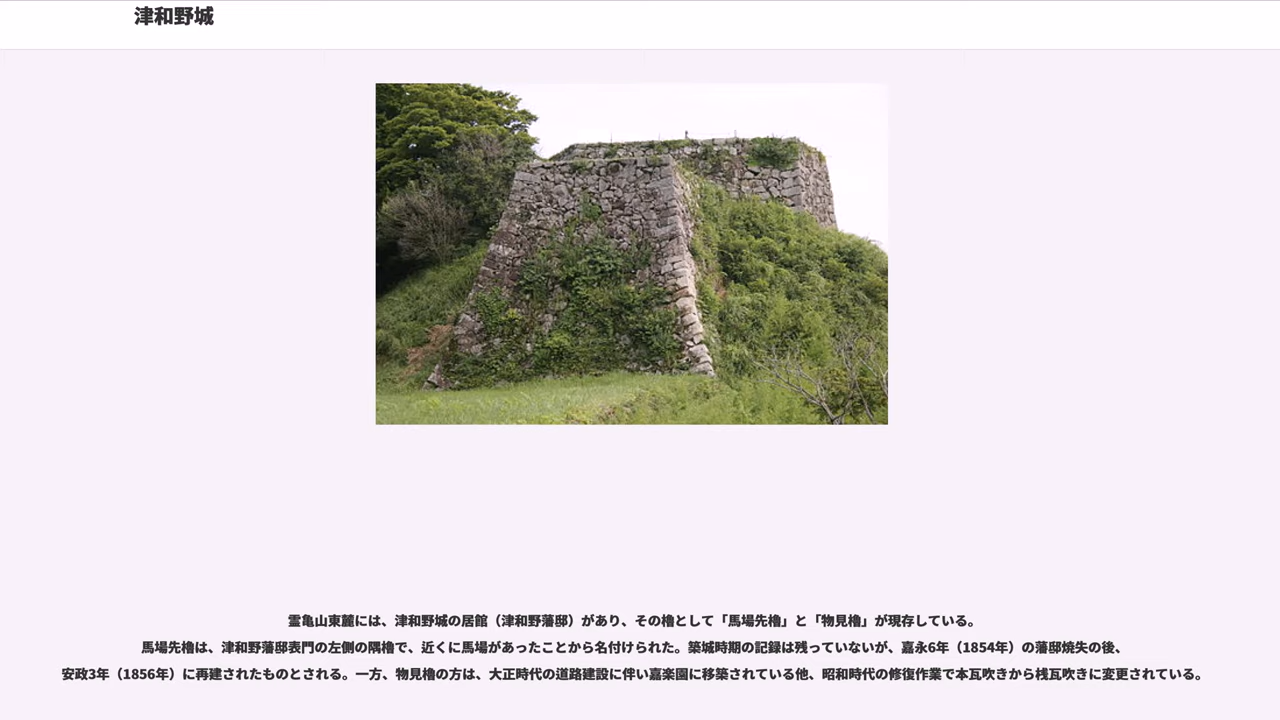 津和野城
霊亀山東麓には、津和野城の居館（津和野藩邸）があり、その櫓として「馬場先櫓」と「物見櫓」が現存している。
馬場先櫓は、津和野藩邸表門の左側の隅櫓で、近くに馬場があったことから名付けられた。築城時期の記録は残っていないが、嘉永6年（1854年）の藩邸焼失の後、
安政3年（1856年）に再建されたものとされる。一方、物見櫓の方は、大正時代の道路建設に伴い嘉楽園に移築されている他、昭和時代の修復作業で本瓦吹きから桟瓦吹きに変更されている。